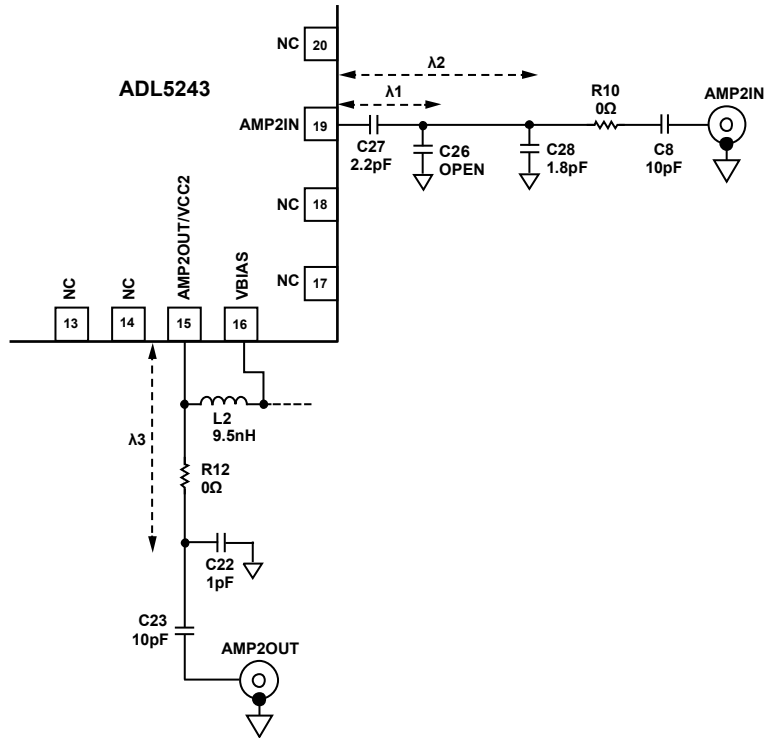 ADL5243
NC
20
λ2
λ1
R10
0Ω
AMP2IN
AMP2IN
19
C27
2.2pF
C26
OPEN
C28
1.8pF
C8
10pF
NC
18
NC
17
NC
13
NC
14
AMP2OUT/VCC2
15
VBIAS
16
λ3
L2
9.5nH
R12
0Ω
C22
1pF
C23
10pF
AMP2OUT